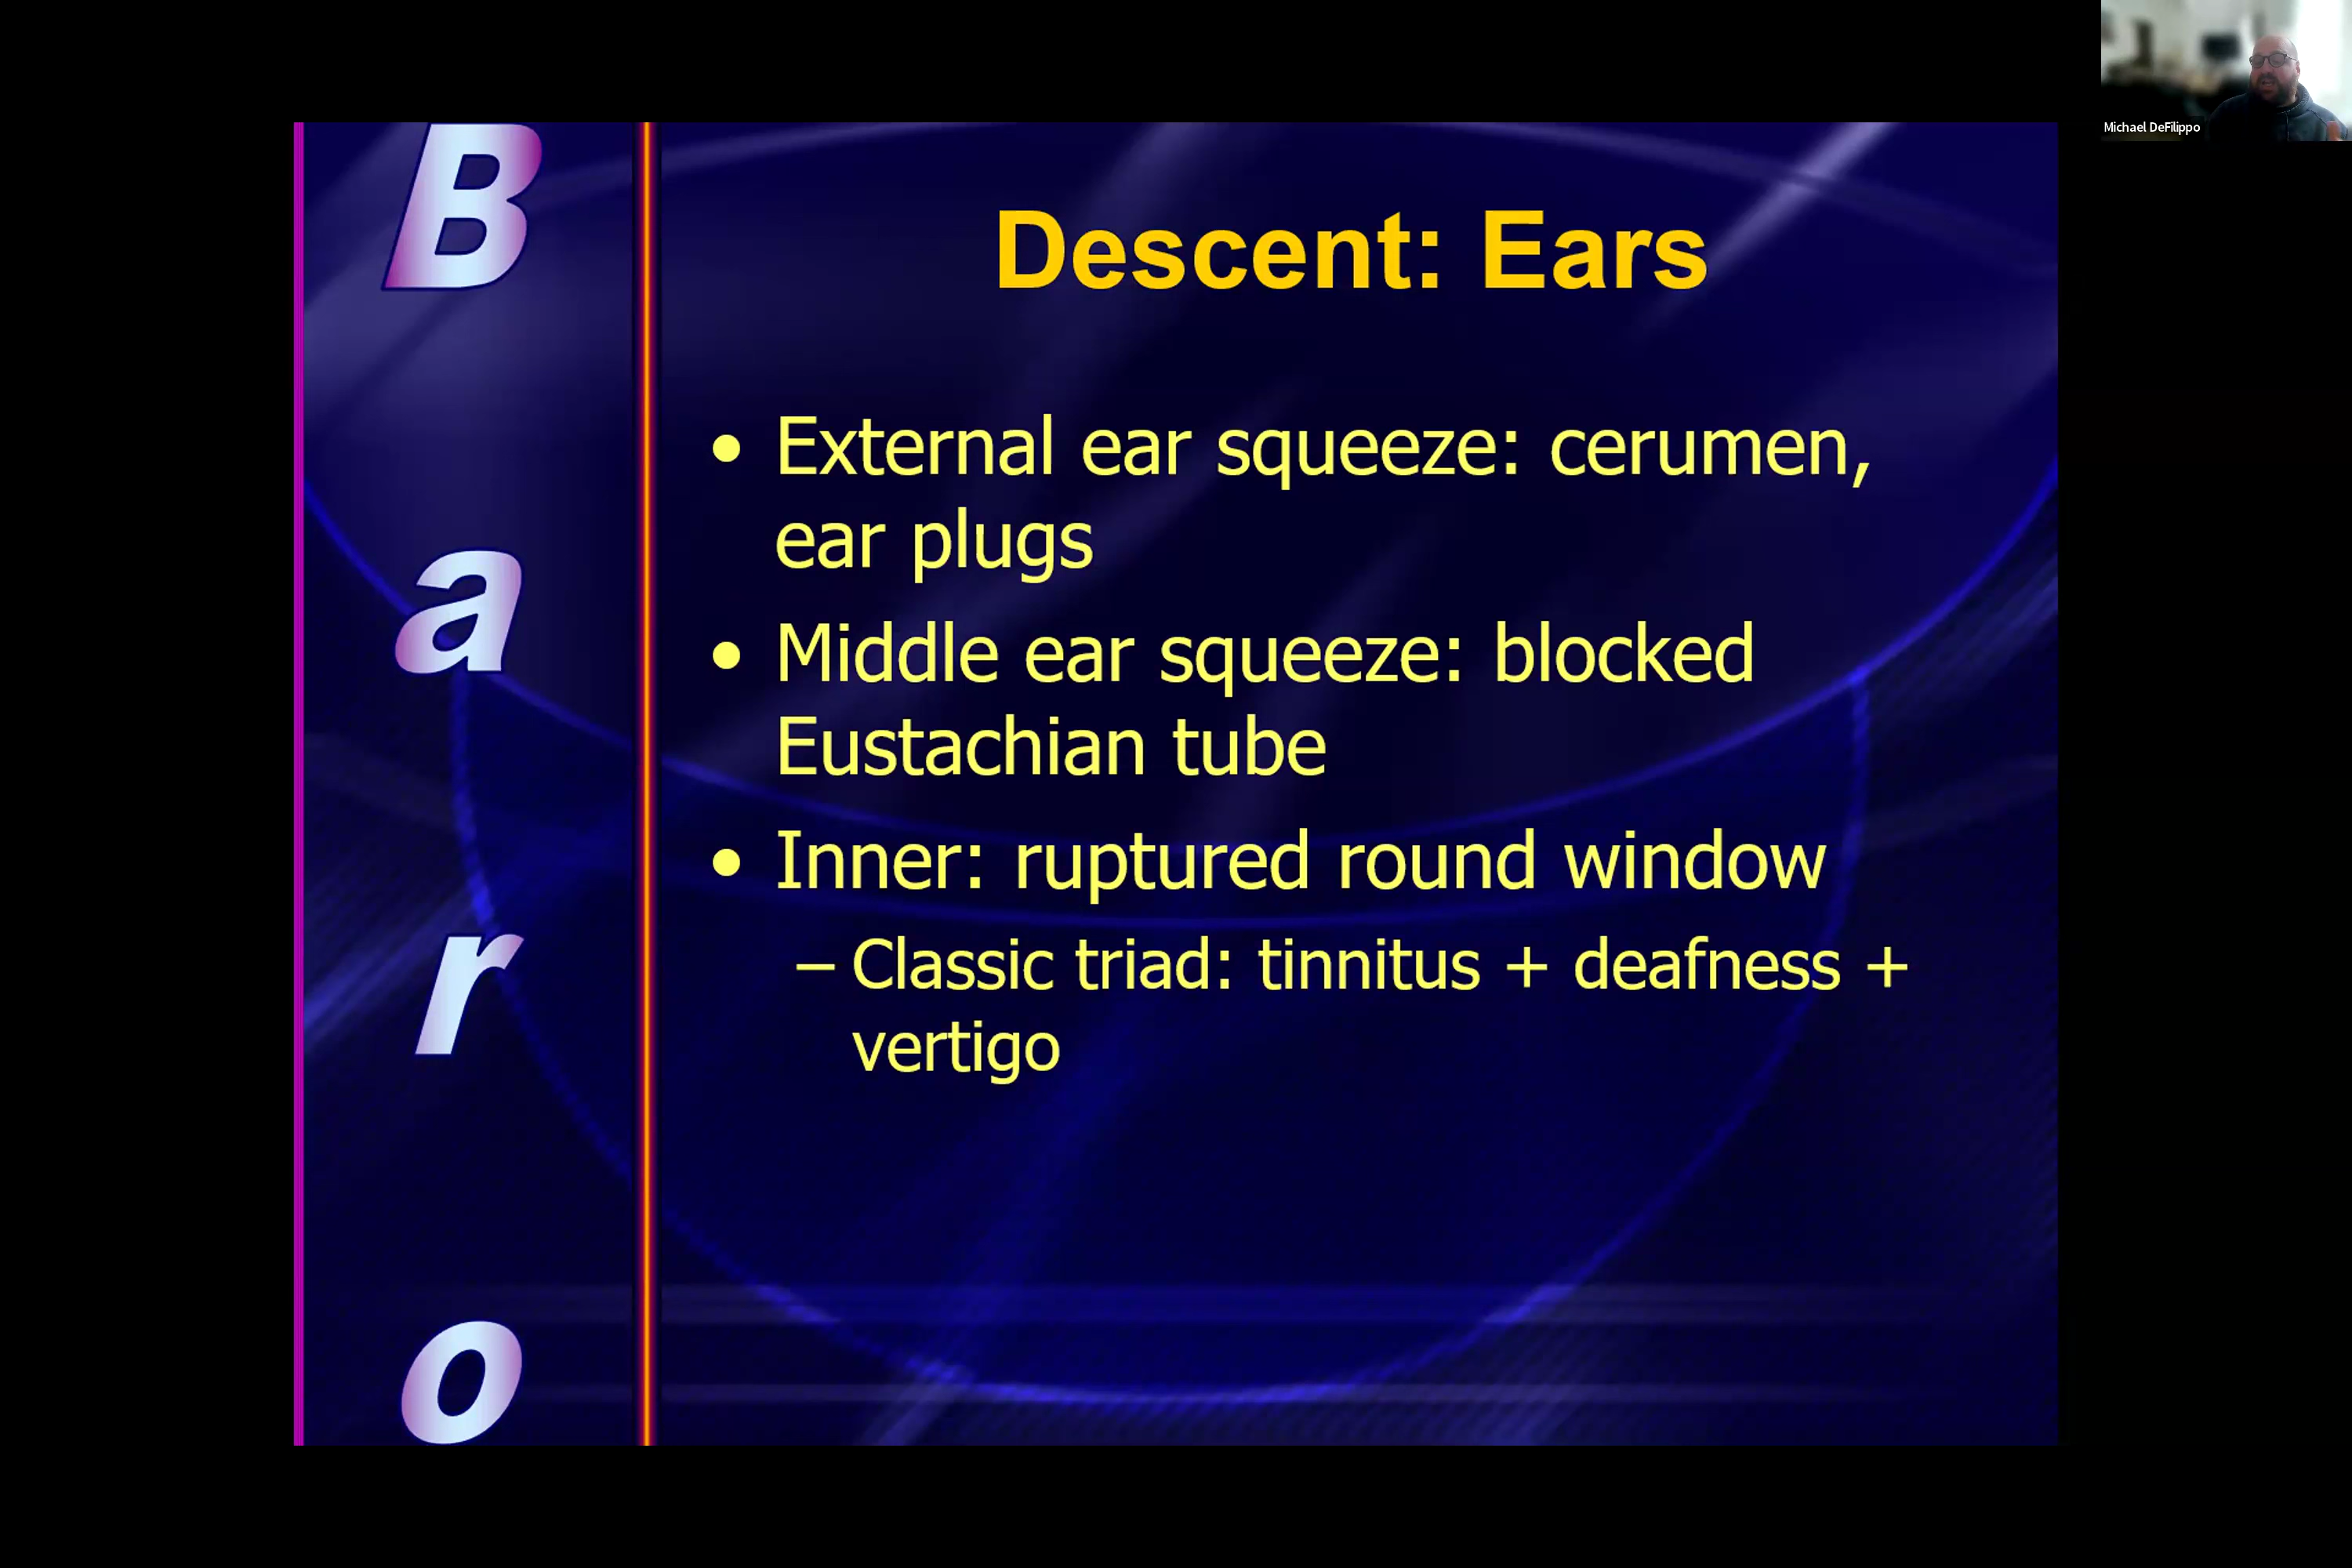 Michael DeFilippo
B
a
r
o
Descent: Ears
• External ear squeeze: cerumen,
ear plugs
• Middle ear squeeze: blocked
Eustachian tube
• Inner: ruptured round window
– Classic triad: tinnitus + deafness +
vertigo